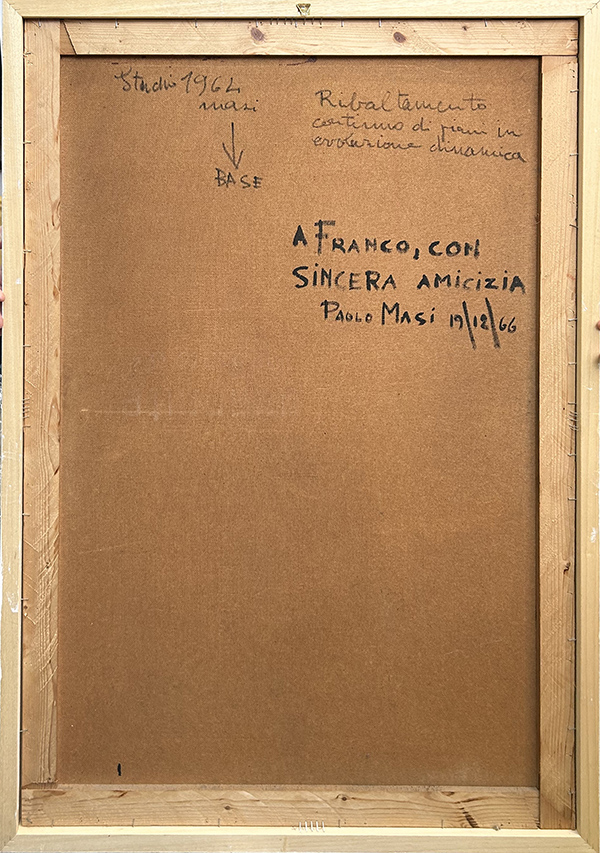 Studio 1964
masi
BASE
Ribaltamento
continuo di piani in
evoluzione dinamica
A FRANCO, CON
SINCERA AMICIZIA
PAOLO MASI 19/12/66